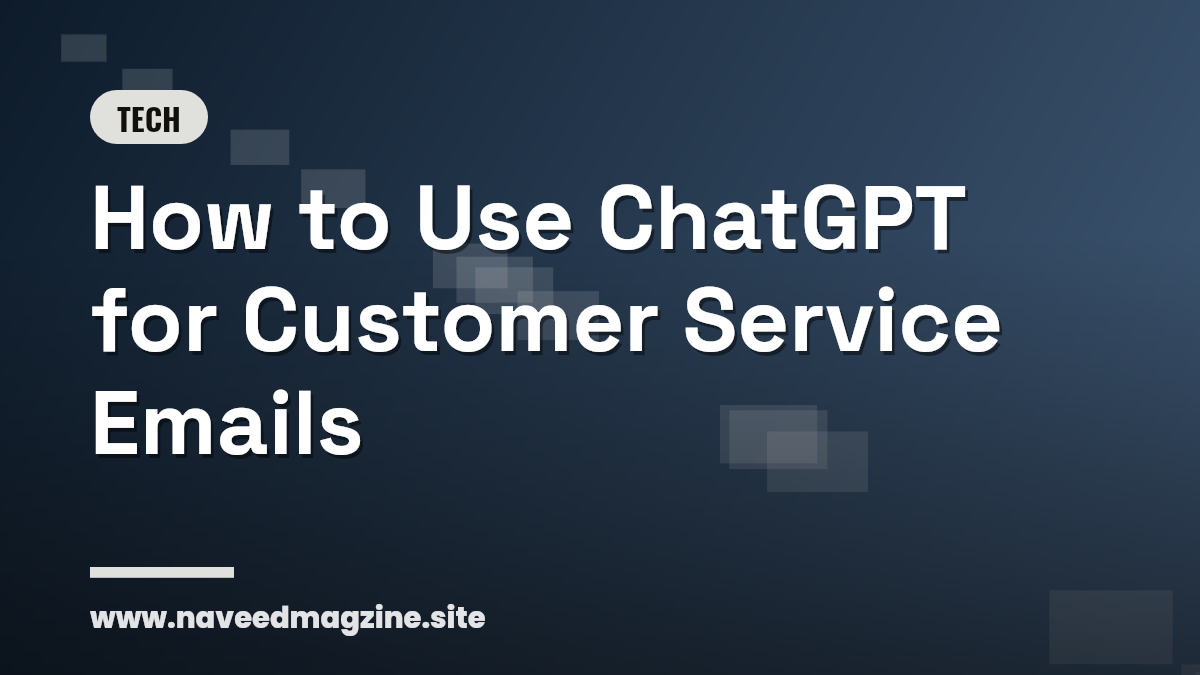 TECH
How to Use ChatGPT
for Customer Service
Emails
www.naveedmagzine.site